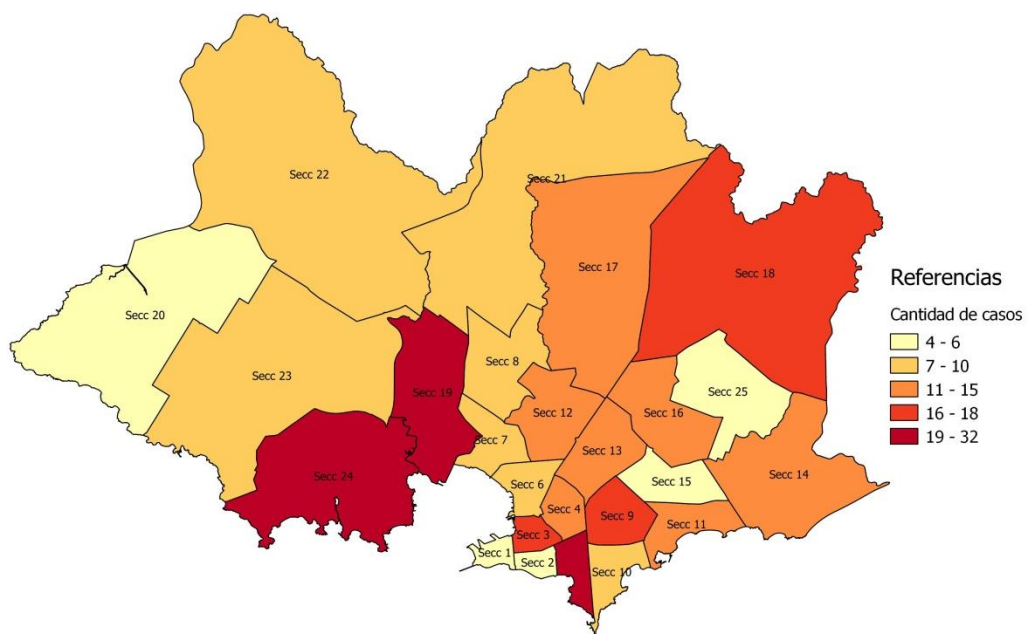 Secc 22
Secc 21
Secc 17
Secc 18
Secc 20
Secc 8
Secc 23
Secc 19
Secc 25
Secc 12
Secc 16
Secc 7
Secc 13
Secc 24
Secc 14
Secc 6
Secc 15
Secc 4
Secc 9
Secc 11
Secc 3
Secc 1
Secc 2
Secc 10
Referencias
Cantidad de casos
4 - 6
7 - 10
11 - 15
16 - 18
19 - 32